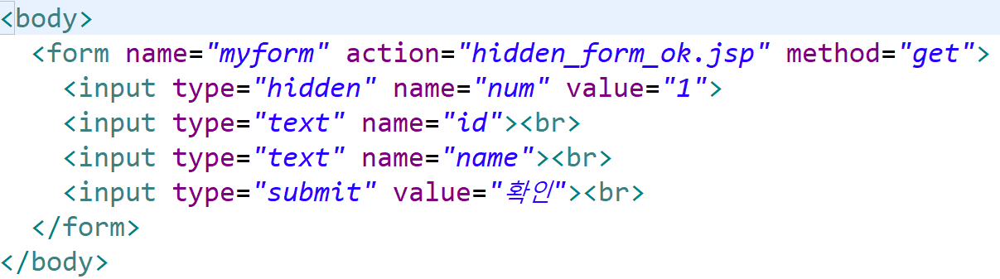 <body>
<form name="myform" action="hidden_form_ok.jsp" method="get">
<input type="hidden" name="num" value="1">
<input type="text" name="id"><br>
<input type="text" name="name"><br>
<input type="submit" value="확인"><br>
</form>
</body>